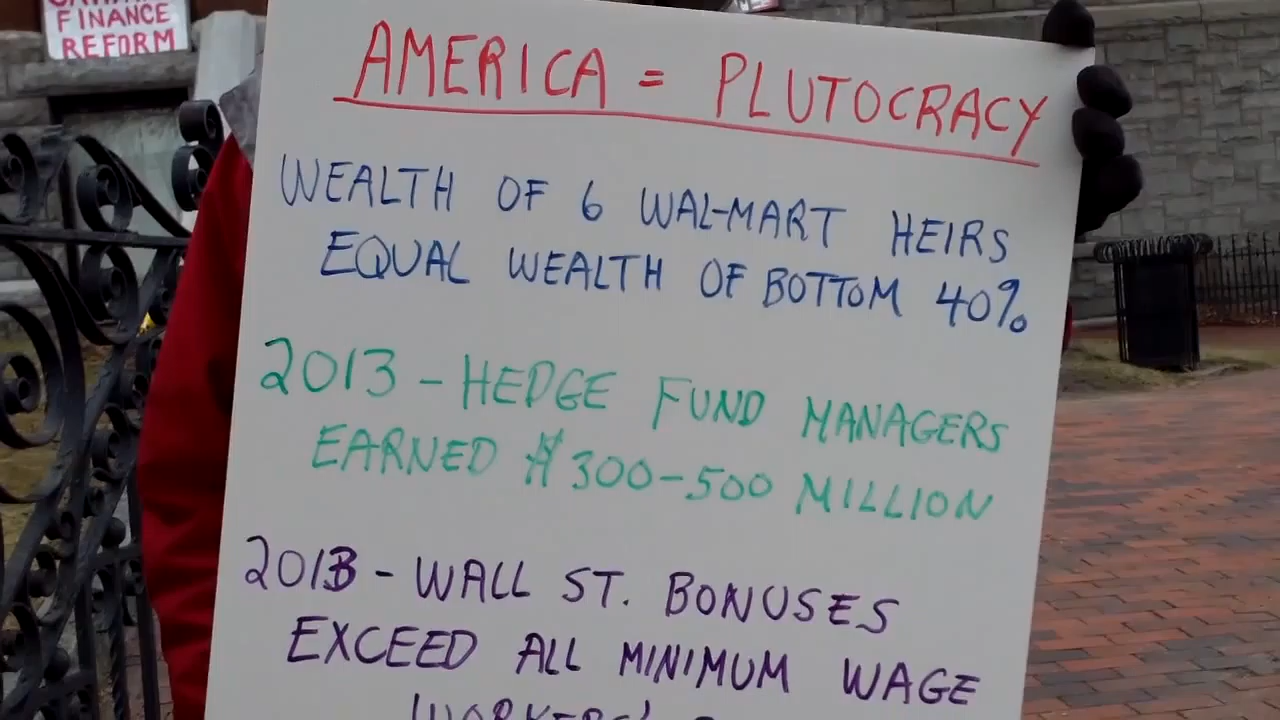 FINANCE
REFORM
AMERICA = PLUTOCRACY
WEALTH OF 6 WAL-MART HEIRS
EQUAL WEALTH OF BOTTOM 40%
2013 - HEDGE FUND MANAGERS
EARNED $300-500 MILLION
2013 - WALL ST. BONUSES
EXCEED ALL MINIMUM WAGE
WORKERS'